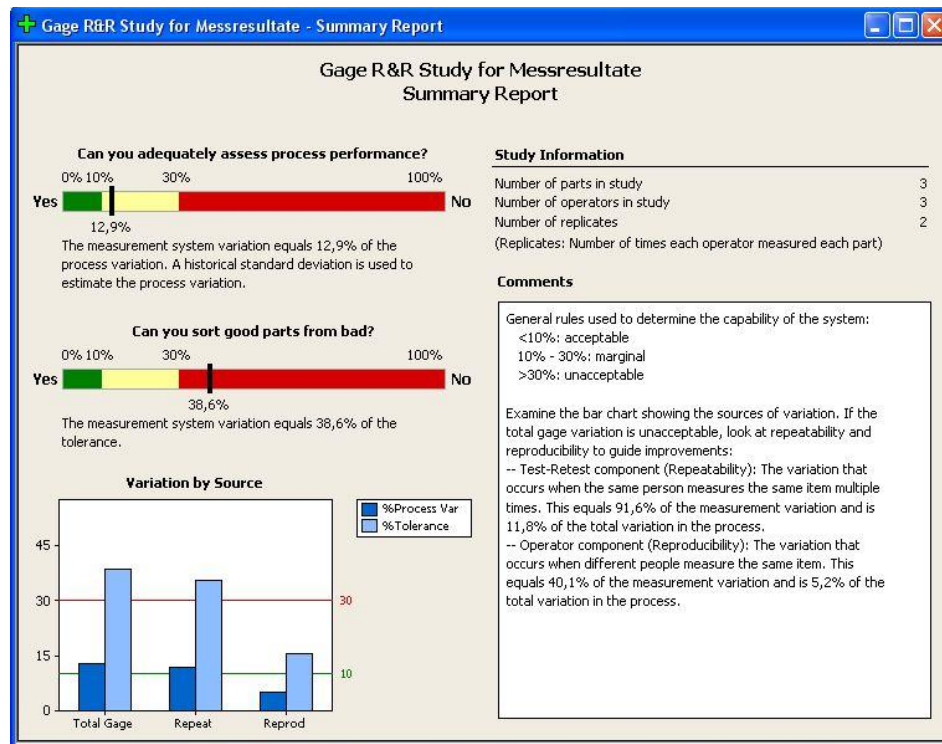 Gage R&R Study for Messresultate - Summary Report
Gage R&R Study for Messresultate
Summary Report
Can you adequately assess process performance?
0% 10% 30% 100%
Yes No
12,9%
The measurement system variation equals 12,9% of the
process variation. A historical standard deviation is used to
estimate the process variation.
Can you sort good parts from bad?
0% 10% 30% 100%
Yes No
38,6%
The measurement system variation equals 38,6% of the
tolerance.
Variation by Source
%Process Var
%Tolerance
45
30
15
0
30
10
Total Gage Repeat Reprod
Study Information
Number of parts in study 3
Number of operators in study 3
Number of replicates 2
(Replicates: Number of times each operator measured each part)
Comments
General rules used to determine the capability of the system:
<10%: acceptable
10% - 30%: marginal
>30%: unacceptable
Examine the bar chart showing the sources of variation. If the
total gage variation is unacceptable, look at repeatability and
reproducibility to guide improvements:
-- Test-Retest component (Repeatability): The variation that
occurs when the same person measures the same item multiple
times. This equals 91,6% of the measurement variation and is
11,8% of the total variation in the process.
-- Operator component (Reproducibility): The variation that
occurs when different people measure the same item. This
equals 40,1% of the measurement variation and is 5,2% of the
total variation in the process.